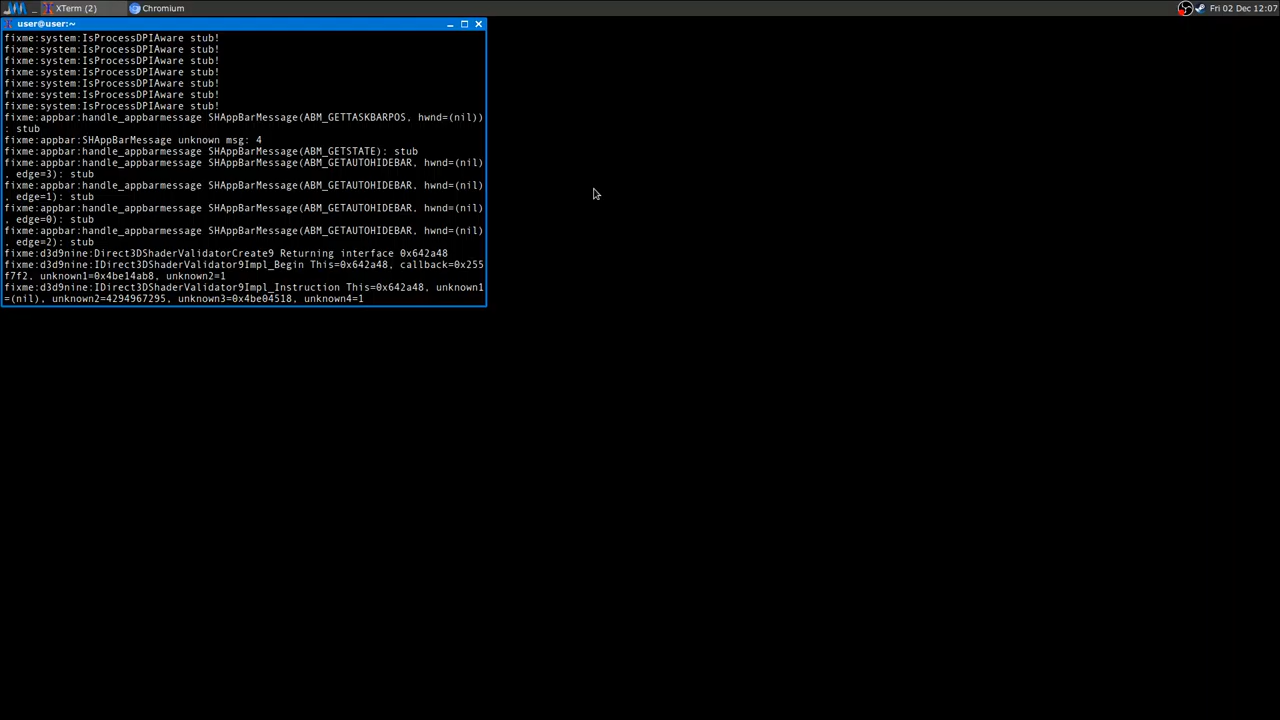 XTerm (2) Chromium Fri 02 Dec 12:07
user@user:~
fixme:system:IsProcessDPIAware stub!
fixme:system:IsProcessDPIAware stub!
fixme:system:IsProcessDPIAware stub!
fixme:system:IsProcessDPIAware stub!
fixme:system:IsProcessDPIAware stub!
fixme:system:IsProcessDPIAware stub!
fixme:system:IsProcessDPIAware stub!
fixme:appbar:handle_appbarmessage SHAppBarMessage(ABM_GETTASKBARPOS, hwnd=(nil))
: stub
fixme:appbar:SHAppBarMessage unknown msg: 4
fixme:appbar:handle_appbarmessage SHAppBarMessage(ABM_GETSTATE): stub
fixme:appbar:handle_appbarmessage SHAppBarMessage(ABM_GETAUTOHIDEBAR, hwnd=(nil)
, edge=3): stub
fixme:appbar:handle_appbarmessage SHAppBarMessage(ABM_GETAUTOHIDEBAR, hwnd=(nil)
, edge=1): stub
fixme:appbar:handle_appbarmessage SHAppBarMessage(ABM_GETAUTOHIDEBAR, hwnd=(nil)
, edge=0): stub
fixme:appbar:handle_appbarmessage SHAppBarMessage(ABM_GETAUTOHIDEBAR, hwnd=(nil)
, edge=2): stub
fixme:d3d9nine:Direct3DShaderValidatorCreate9 Returning interface 0x642a48
fixme:d3d9nine:IDirect3DShaderValidator9Impl_Begin This=0x642a48, callback=0x255
f7f2, unknown1=0x4be14ab8, unknown2=1
fixme:d3d9nine:IDirect3DShaderValidator9Impl_Instruction This=0x642a48, unknown1
=(nil), unknown2=4294967295, unknown3=0x4be04518, unknown4=1